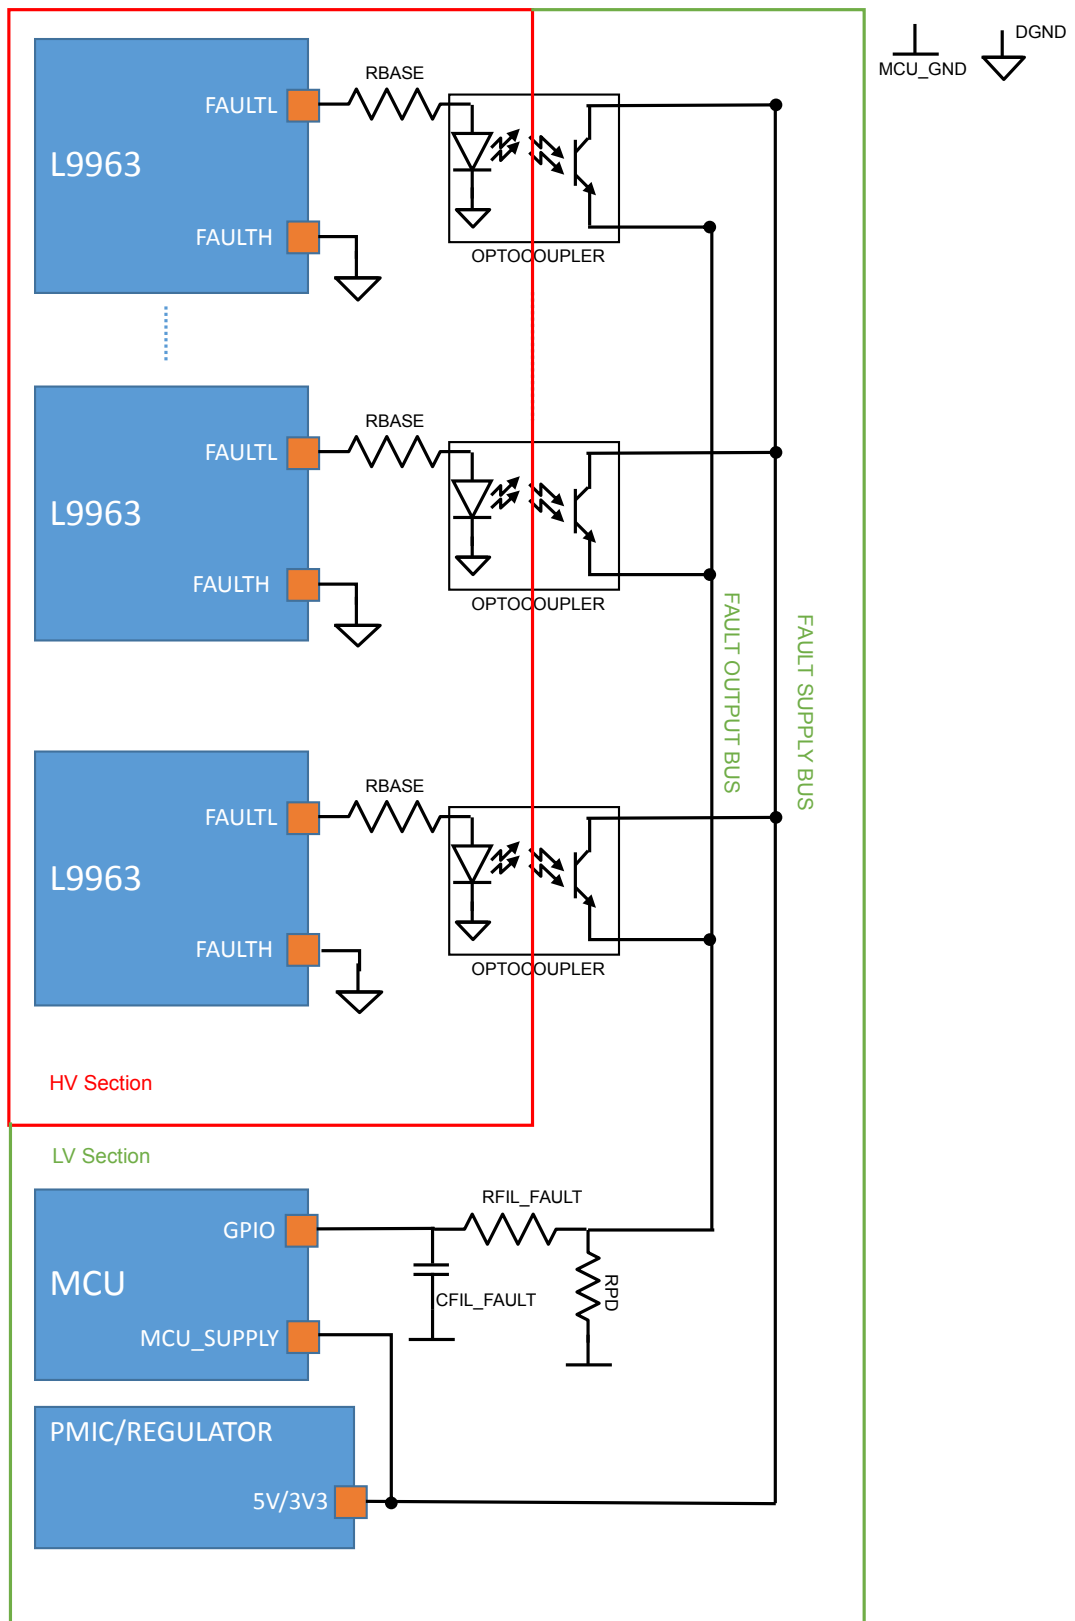 MCU_GND
DGND
FAULTL
RBASE
L9963
FAULTH
OPTOCOUPLER
FAULTL
RBASE
L9963
FAULTH
OPTOCOUPLER
FAULT OUTPUT BUS
FAULT SUPPLY BUS
FAULTL
RBASE
L9963
FAULTH
OPTOCOUPLER
HV Section
LV Section
GPIO
RFIL_FAULT
MCU
CFIL_FAULT
RPD
MCU_SUPPLY
PMIC/REGULATOR
5V/3V3